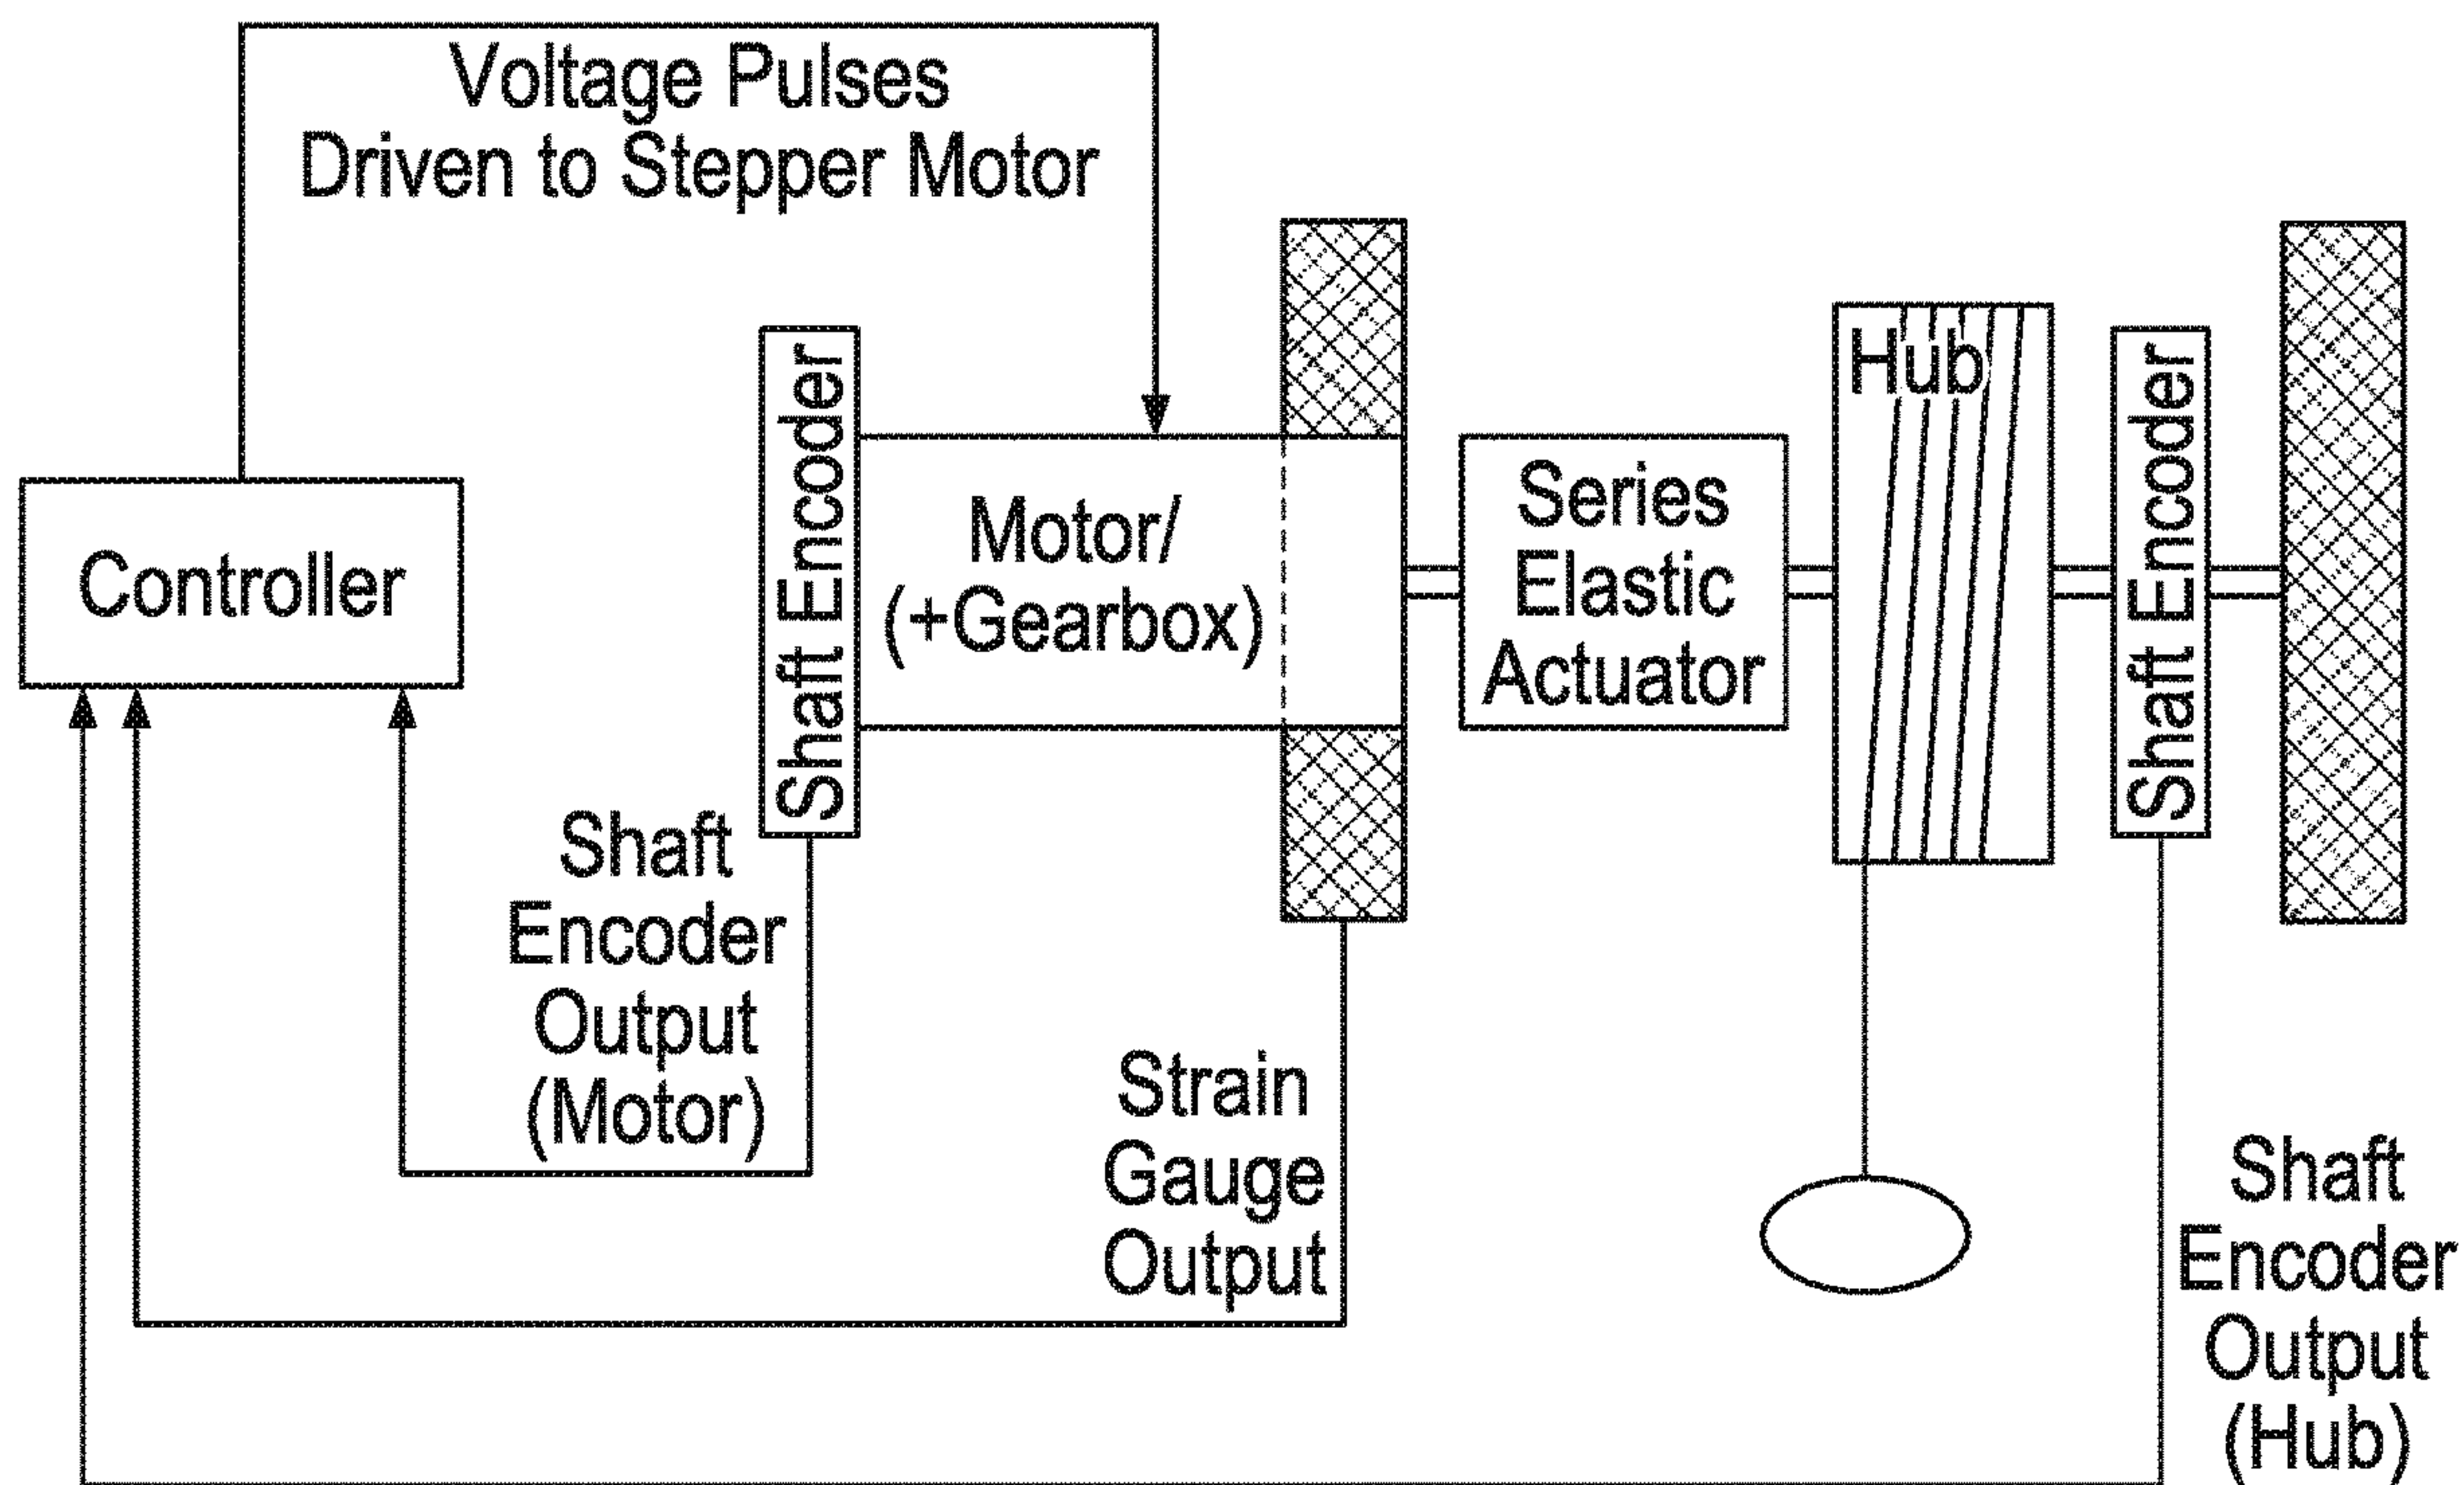 Voltage Pulses
Driven to Stepper Motor
Controller
Shaft Encoder
Motor/
(+Gearbox)
Series
Elastic
Actuator
Hub
Shaft Encoder
Shaft
Encoder
Output
(Motor)
Strain
Gauge
Output
Shaft
Encoder
Output
(Hub)